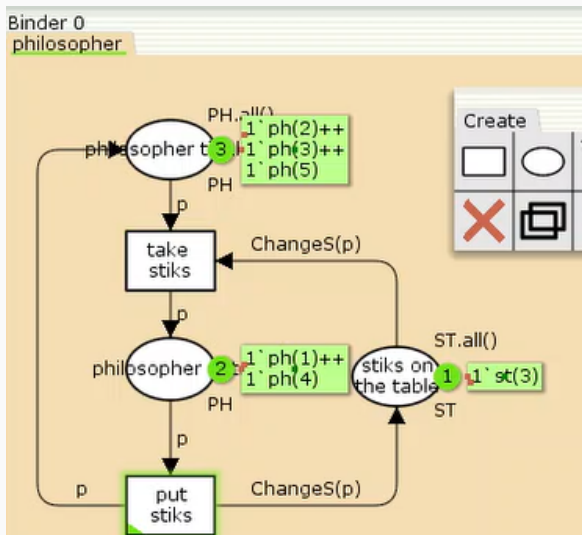 Binder 0
philosopher
PH.all()
philosopher
3
1`ph(2)++
1`ph(3)++
1`ph(5)
PH
Create
p
take
stiks
ChangeS(p)
p
ST.all()
philosopher
2
1`ph(1)++
1`ph(4)
stiks on
the table
1
1`st(3)
PH
ST
p
p
put
stiks
ChangeS(p)